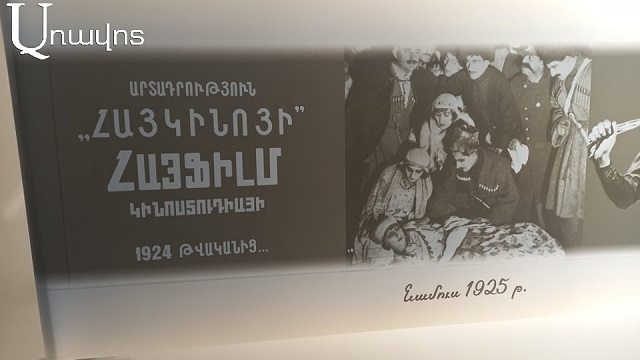 Առավոտ
ԱՐՏԱԴՐՈՒԹՅՈՒՆ
„ՀԱՅԿԻՆՈՅԻ”
ՀԱՅՖԻԼՄ
ԿԻՆՈՍՏՈՒԴԻԱՅԻ
1924 ԹՎԱԿԱՆԻՑ...
Նամուս 1925 թ.